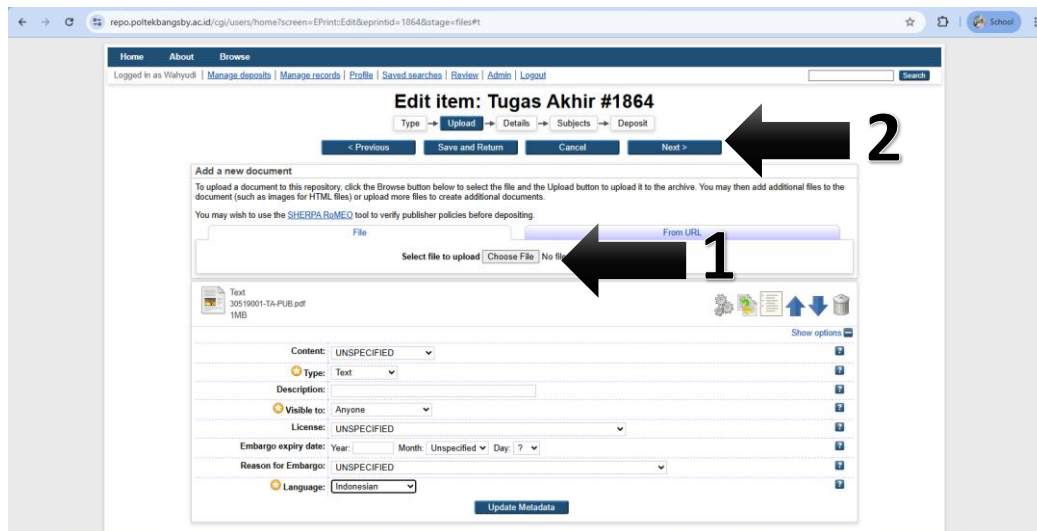 repo.poltekbangsby.ac.id/cgi/users/home?screen=EPrint::Edit&eprintid=1864&stage=files#t
School
Home About Browse
Logged in as Wahyudi | Manage deposits | Manage records | Profile | Saved searches | Review | Admin | Logout Search
Edit item: Tugas Akhir #1864
Type Upload Details Subjects Deposit
2
< Previous Save and Return Cancel Next >
Add a new document
To upload a document to this repository, click the Browse button below to select the file and the Upload button to upload it to the archive. You may then add additional files to the
document (such as images for HTML files) or upload more files to create additional documents.
You may wish to use the SHERPA RoMEO tool to verify publisher policies before depositing.
File From URL
Select file to upload Choose File No file
1
Text
30519001-TA-PUB.pdf
1MB
Show options
Content: UNSPECIFIED ?
Type: Text ?
Description: ?
Visible to: Anyone ?
License: UNSPECIFIED ?
Embargo expiry date: Year: Month: Unspecified Day: ? ?
Reason for Embargo: UNSPECIFIED ?
Language: Indonesian ?
Update Metadata